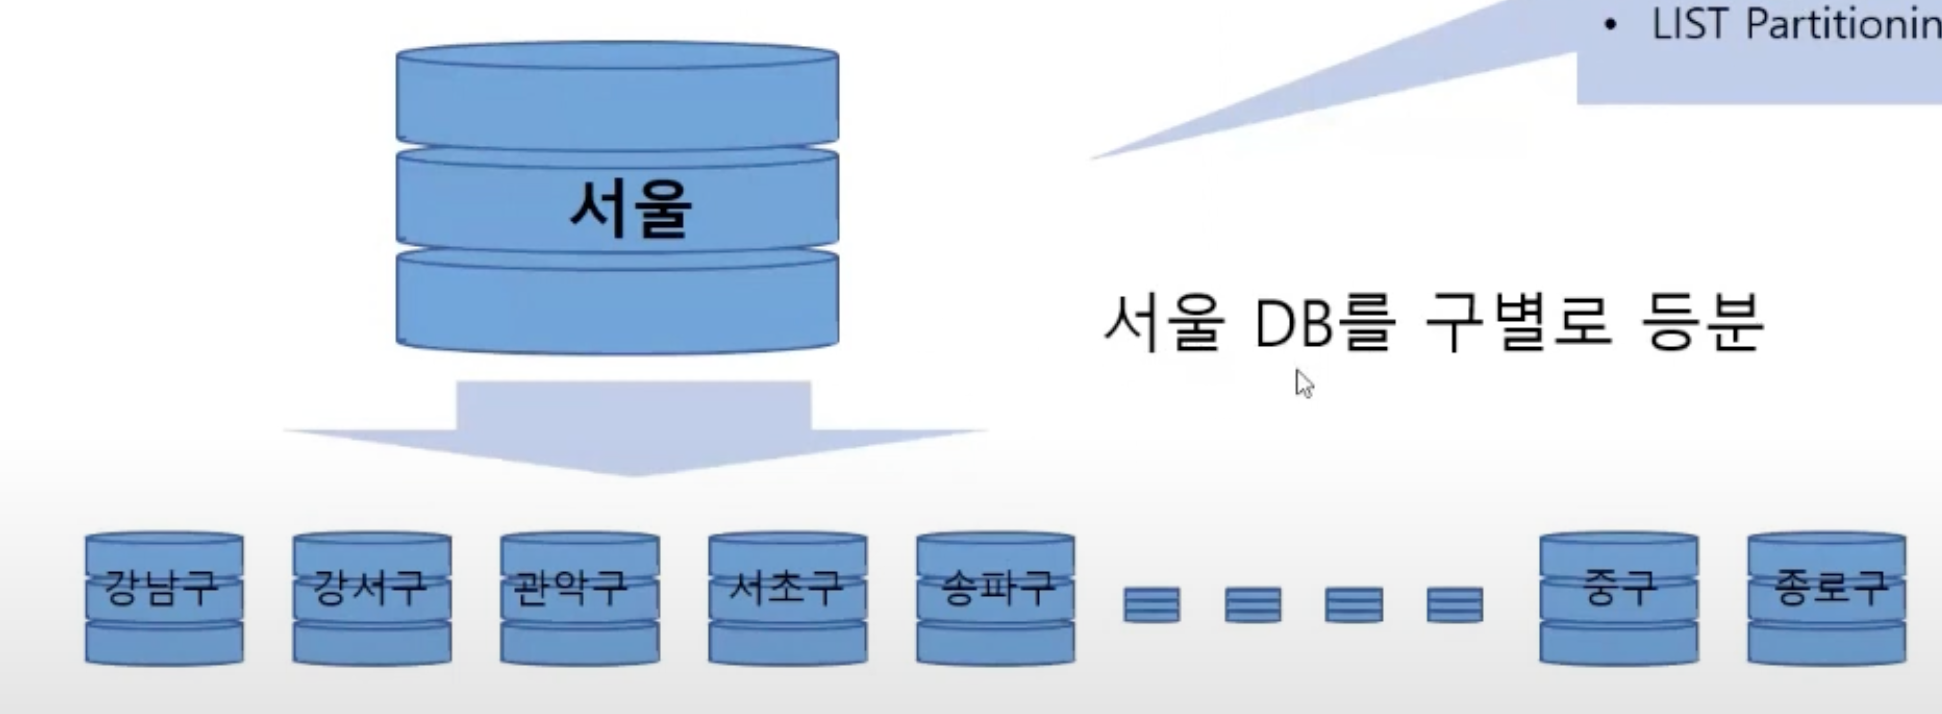 • LIST Partitionin
서울
서울 DB를 구별로 등분
강남구 강서구 관악구 서초구 송파구 중구 종로구